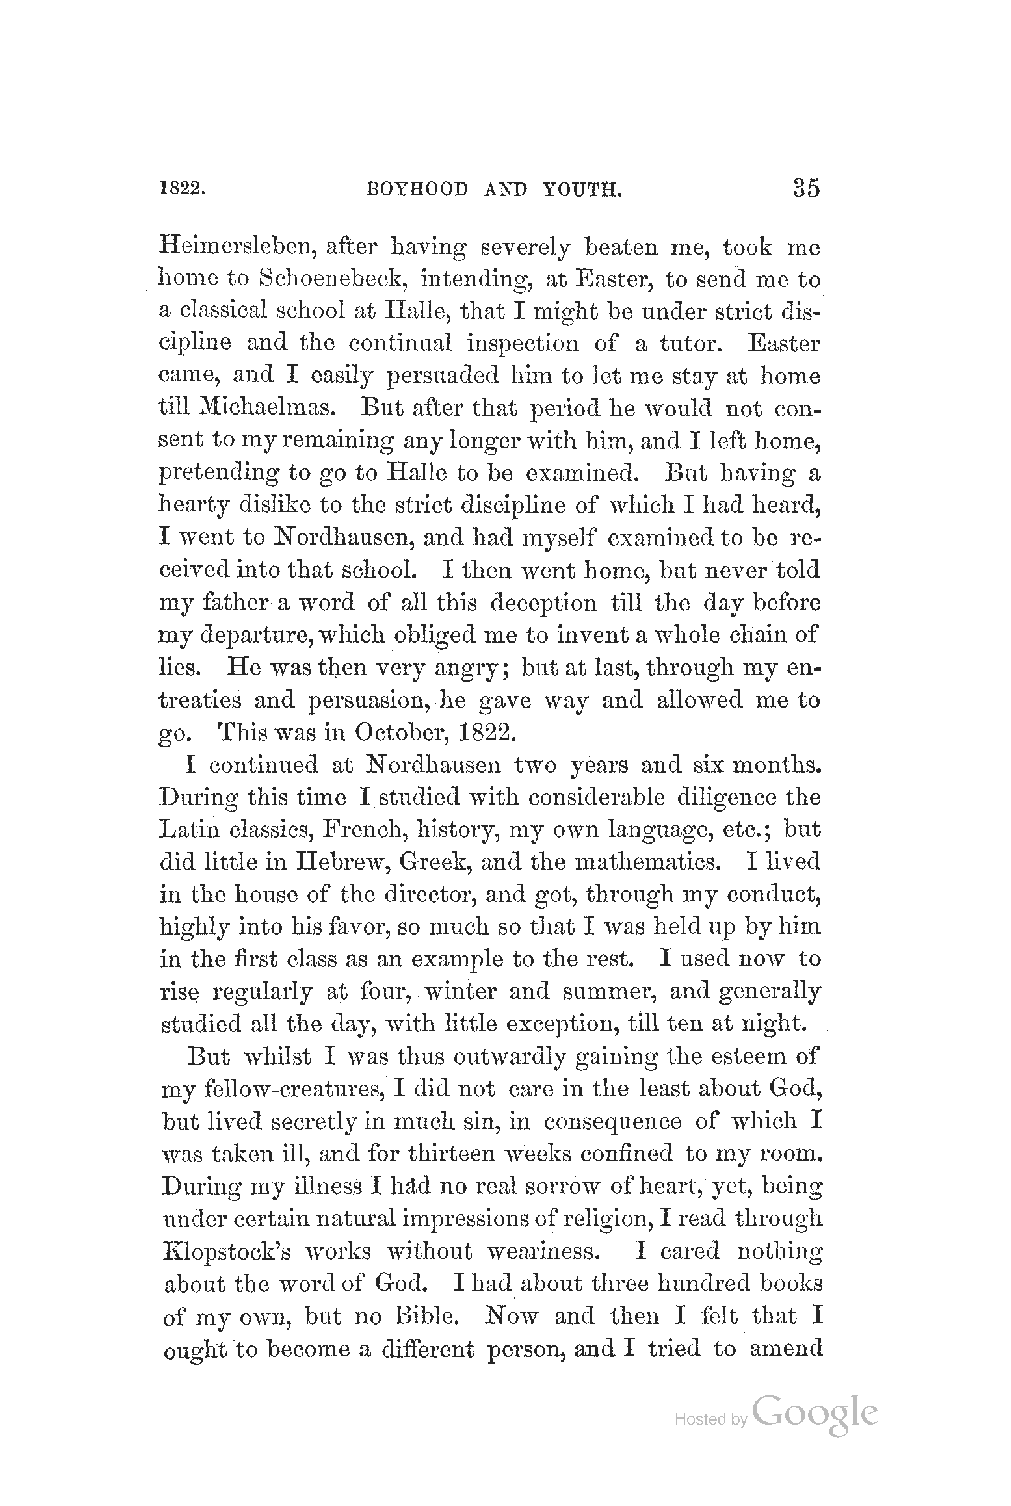 1822. BOYHOOD AND YOUTH. 35
Heimersleben, after having severely beaten me, took me
home to Schoenebeck, intending, at Easter, to send me to
a classical school at Halle, that I might be under strict dis-
cipline and the continual inspection of a tutor. Easter
came, and I easily persuaded him to let me stay at home
till Michaelmas. But after that period he would not con-
sent to my remaining any longer with him, and I left home,
pretending to go to Halle to be examined. But having a
hearty dislike to the strict discipline of which I had heard,
I went to Nordhausen, and had myself examined to be re-
ceived into that school. I then went home, but never told
my father a word of all this deception till the day before
my departure, which obliged me to invent a whole chain of
lies. He was then very angry; but at last, through my en-
treaties and persuasion, he gave way and allowed me to
go. This was in October, 1822.
I continued at Nordhausen two years and six months.
During this time I studied with considerable diligence the
Latin classics, French, history, my own language, etc.; but
did little in Hebrew, Greek, and the mathematics. I lived
in the house of the director, and got, through my conduct,
highly into his favor, so much so that I was held up by him
in the first class as an example to the rest. I used now to
rise regularly at four, winter and summer, and generally
studied all the day, with little exception, till ten at night.
But whilst I was thus outwardly gaining the esteem of
my fellow-creatures, I did not care in the least about God,
but lived secretly in much sin, in consequence of which I
was taken ill, and for thirteen weeks confined to my room.
During my illness I had no real sorrow of heart, yet, being
under certain natural impressions of religion, I read through
Klopstock's works without weariness. I cared nothing
about the word of God. I had about three hundred books
of my own, but no Bible. Now and then I felt that I
ought to become a different person, and I tried to amend
Hosted by Google